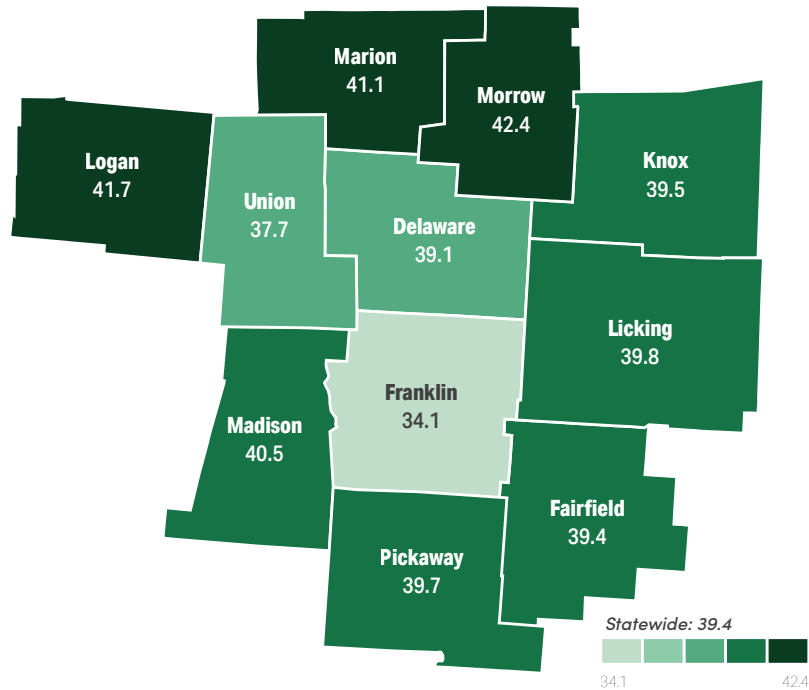 Marion
41.1
Morrow
42.4
Logan
41.7
Knox
39.5
Union
37.7
Delaware
39.1
Licking
39.8
Franklin
34.1
Madison
40.5
Fairfield
39.4
Pickaway
39.7
Statewide: 39.4
34.1
42.4